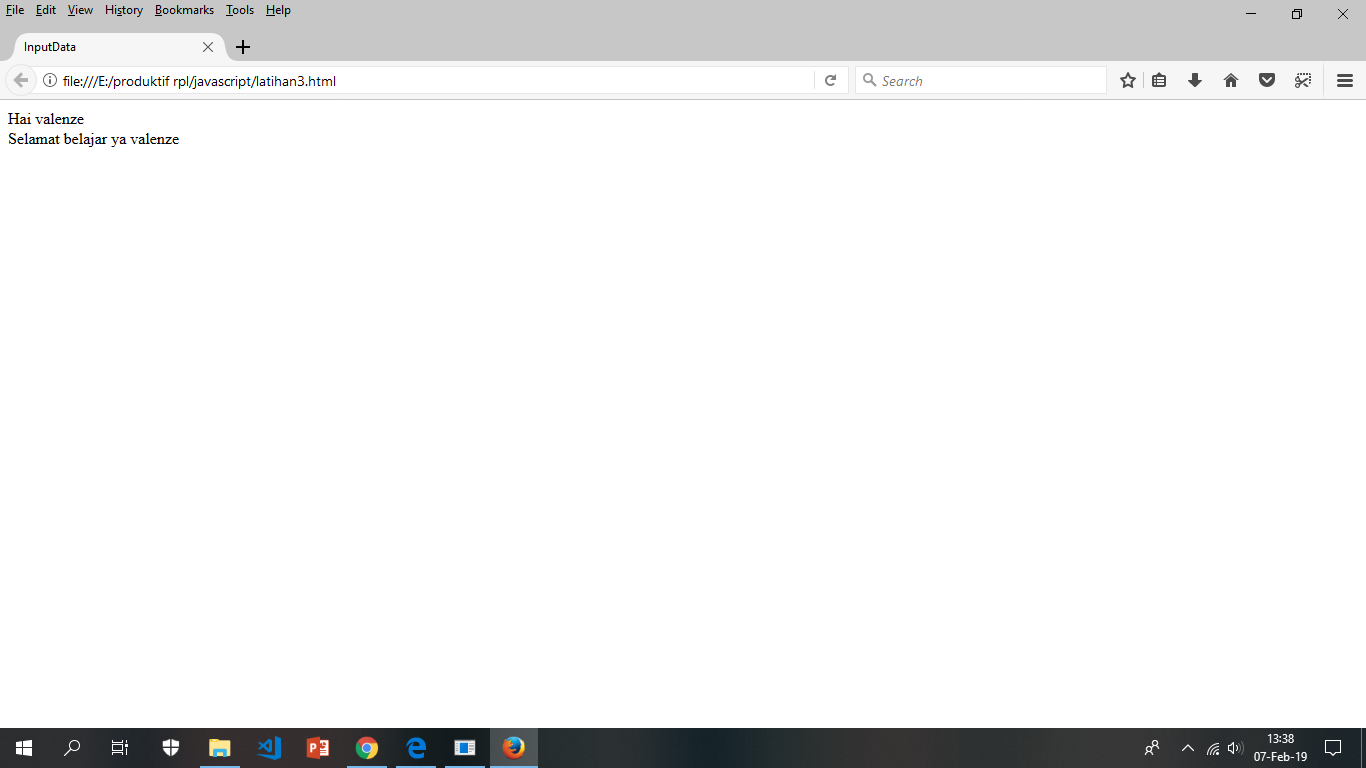 File Edit View History Bookmarks Tools Help
InputData
file:///E:/produktif rpl/javascript/latihan3.html
Search
Hai valenze
Selamat belajar ya valenze
13:38
07-Feb-19